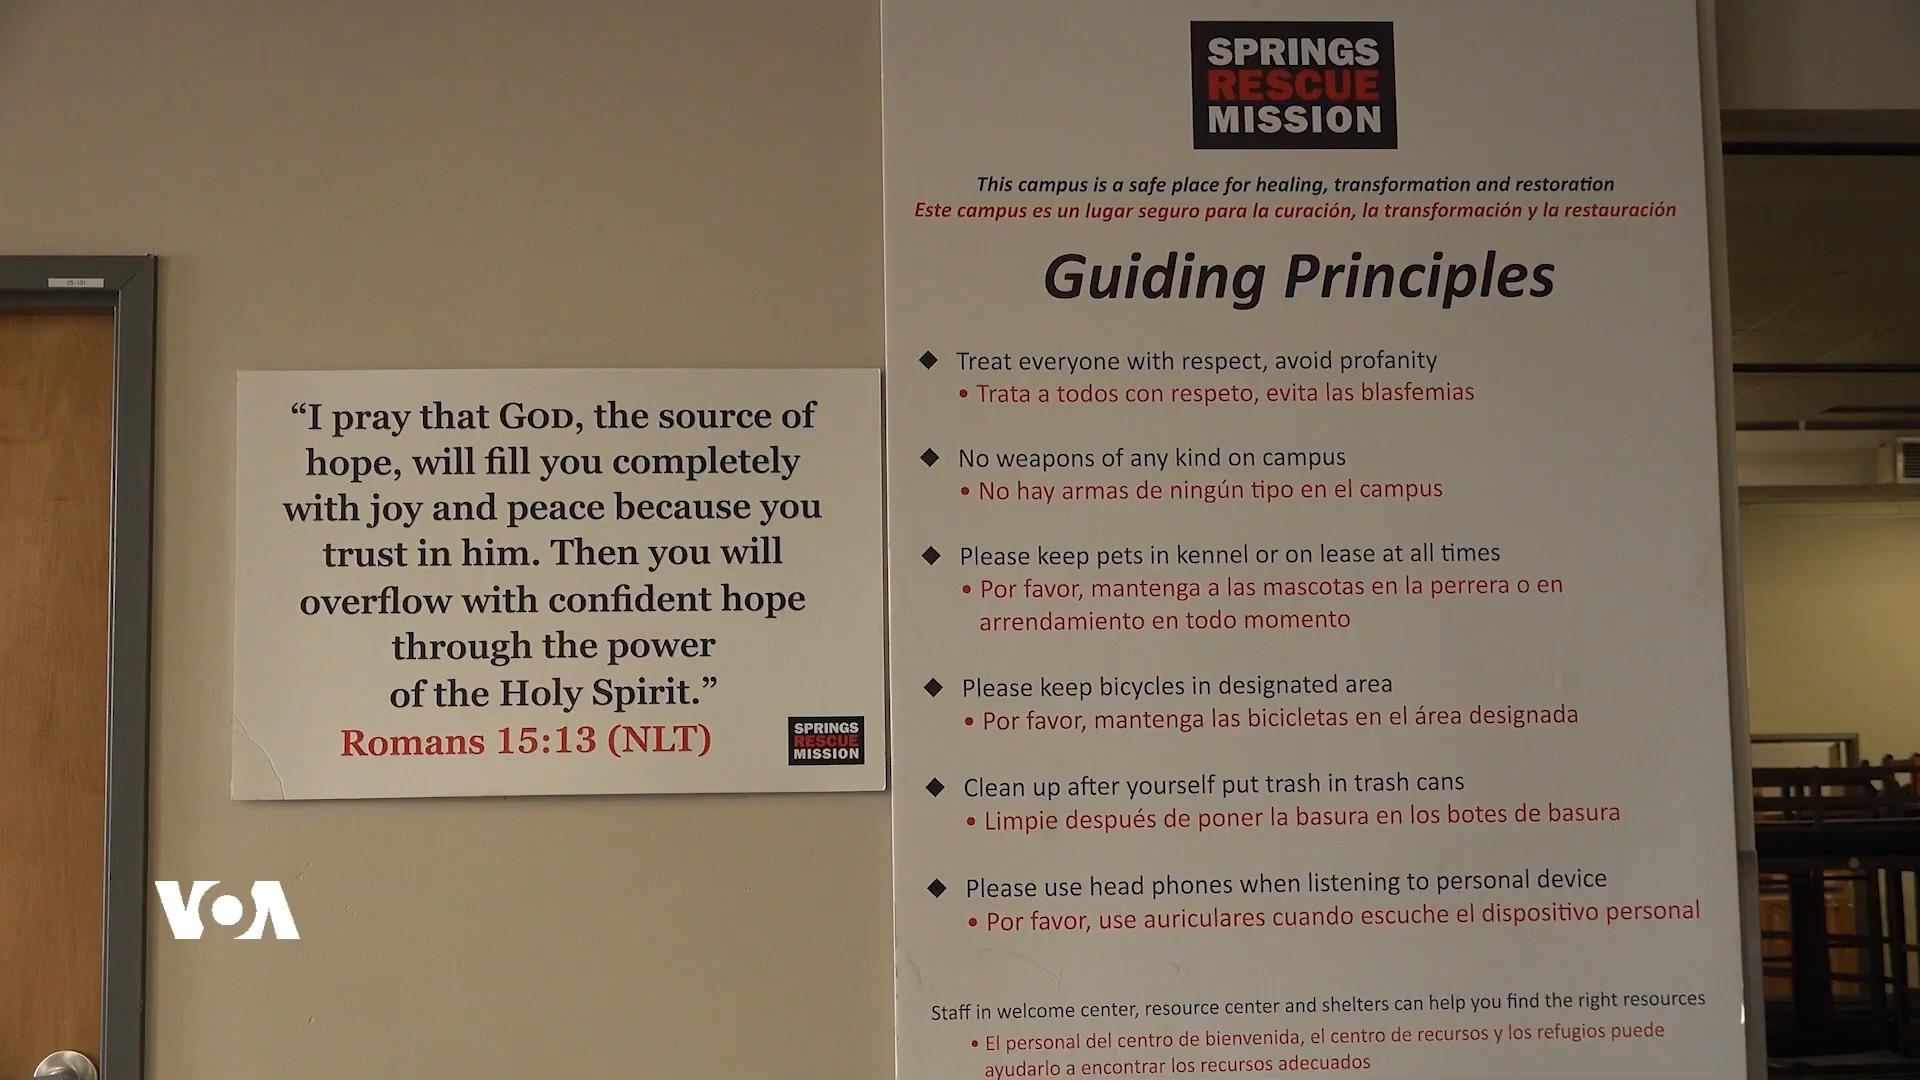 25-101
“I pray that GOD, the source of
hope, will fill you completely
with joy and peace because you
trust in him. Then you will
overflow with confident hope
through the power
of the Holy Spirit.”
Romans 15:13 (NLT)
SPRINGS
RESCUE
MISSION
SPRINGS
RESCUE
MISSION
This campus is a safe place for healing, transformation and restoration
Este campus es un lugar seguro para la curación, la transformación y la restauración
Guiding Principles
◆ Treat everyone with respect, avoid profanity
• Trata a todos con respeto, evita las blasfemias
◆ No weapons of any kind on campus
• No hay armas de ningún tipo en el campus
◆ Please keep pets in kennel or on lease at all times
• Por favor, mantenga a las mascotas en la perrera o en
arrendamiento en todo momento
◆ Please keep bicycles in designated area
• Por favor, mantenga las bicicletas en el área designada
◆ Clean up after yourself put trash in trash cans
• Limpie después de poner la basura en los botes de basura
◆ Please use head phones when listening to personal device
• Por favor, use auriculares cuando escuche el dispositivo personal
Staff in welcome center, resource center and shelters can help you find the right resources
• El personal del centro de bienvenida, el centro de recursos y los refugios puede
ayudarlo a encontrar los recursos adecuados
VOA